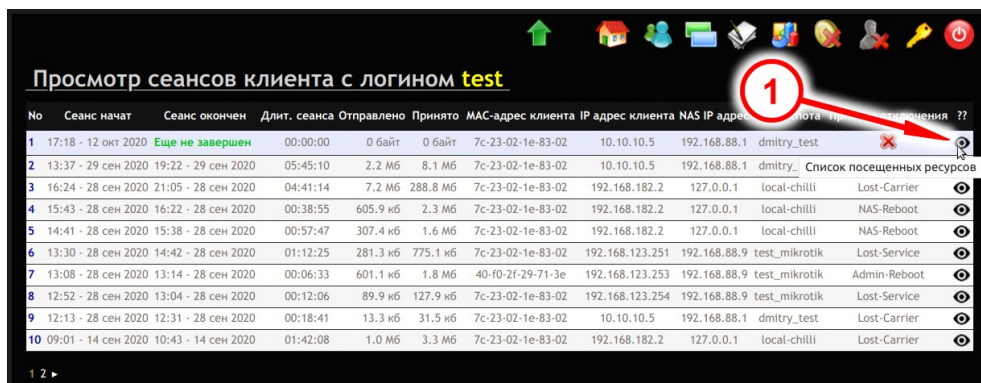 Просмотр сеансов клиента с логином test
1
No Сеанс начат Сеанс окончен Длит. сеанса Отправлено Принято MAC-адрес клиента IP адрес клиента NAS IP адрес ??
1 17:18 - 12 окт 2020 Еще не завершен 00:00:00 0 байт 0 байт 7c-23-02-1e-83-02 10.10.10.5 192.168.88.1 dmitry_test
Список посещенных ресурсов
2 13:37 - 29 сен 2020 19:22 - 29 сен 2020 05:45:10 2.2 Мб 8.1 Мб 7c-23-02-1e-83-02 10.10.10.5 192.168.88.1 dmitry_
3 16:24 - 28 сен 2020 21:05 - 28 сен 2020 04:41:14 7.2 Мб 288.8 Мб 7c-23-02-1e-83-02 192.168.182.2 127.0.0.1 local-chilli Lost-Carrier
4 15:43 - 28 сен 2020 16:22 - 28 сен 2020 00:38:55 605.9 кб 2.3 Мб 7c-23-02-1e-83-02 192.168.182.2 127.0.0.1 local-chilli NAS-Reboot
5 14:41 - 28 сен 2020 15:38 - 28 сен 2020 00:57:47 307.4 кб 1.6 Мб 7c-23-02-1e-83-02 192.168.182.2 127.0.0.1 local-chilli NAS-Reboot
6 13:30 - 28 сен 2020 14:42 - 28 сен 2020 01:12:25 281.3 кб 775.1 кб 7c-23-02-1e-83-02 192.168.123.251 192.168.88.9 test_mikrotik Lost-Service
7 13:08 - 28 сен 2020 13:14 - 28 сен 2020 00:06:33 601.1 кб 1.8 Мб 40-f0-2f-29-71-3e 192.168.123.253 192.168.88.9 test_mikrotik Admin-Reboot
8 12:52 - 28 сен 2020 13:04 - 28 сен 2020 00:12:06 89.9 кб 127.9 кб 7c-23-02-1e-83-02 192.168.123.254 192.168.88.9 test_mikrotik Lost-Service
9 12:13 - 28 сен 2020 12:31 - 28 сен 2020 00:18:41 13.3 кб 31.5 кб 7c-23-02-1e-83-02 10.10.10.5 192.168.88.1 dmitry_test Lost-Carrier
10 09:01 - 14 сен 2020 10:43 - 14 сен 2020 01:42:08 1.0 Мб 3.3 Мб 7c-23-02-1e-83-02 192.168.182.2 127.0.0.1 local-chilli Lost-Carrier
1 2 ►